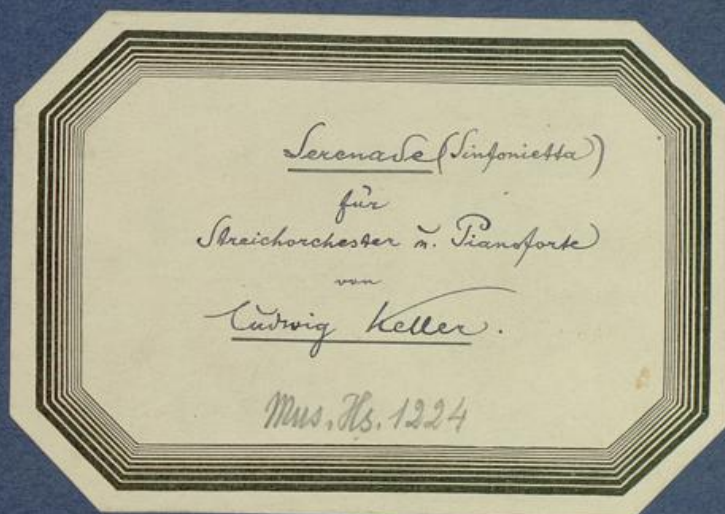 Serenade (Sinfonietta)
für
Streichorchester u. Pianoforte
von
Ludwig Keller.
Mus. Hs. 1224